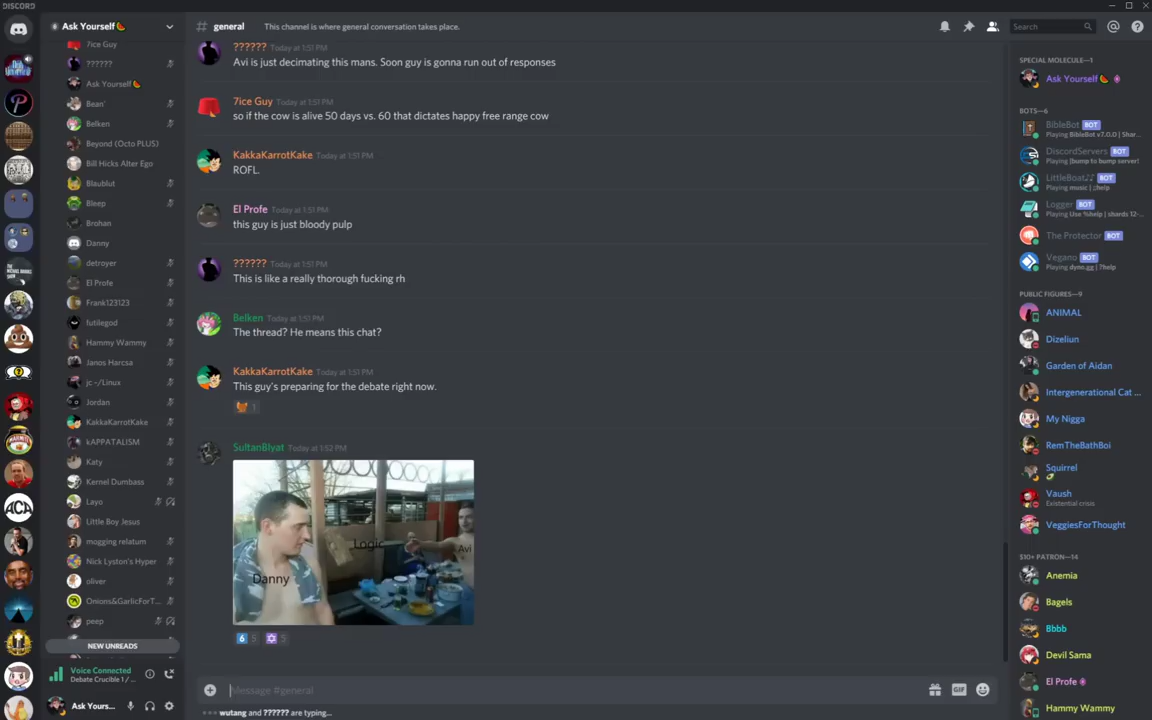 DISCORD
Ask Yourself🍉
# general
This channel is where general conversation takes place.
Search
7ice Guy
??????
Ask Yourself🍉
Bean'
Belken
Beyond (Octo PLUS)
Bill Hicks Alter Ego
Blaublut
Bleep
Brohan
Danny
detroyer
El Profe
Frank123123
futilegod
Hammy Wammy
Janos Harcsa
jc ~/Linux
Jordan
KakkaKarrotKake
kAPPATALISM
Katy
Kernel Dumbass
Layo
Little Boy Jesus
mogging relatum
Nick Lyston's Hyper
oliver
Onions&GarlicForT...
peep
NEW UNREADS
Voice Connected
Debate Crucible 1 / ...
Ask Yours...
?????? Today at 1:51 PM
Avi is just decimating this mans. Soon guy is gonna run out of responses
7ice Guy Today at 1:51 PM
so if the cow is alive 50 days vs. 60 that dictates happy free range cow
KakkaKarrotKake Today at 1:51 PM
ROFL.
El Profe Today at 1:51 PM
this guy is just bloody pulp
?????? Today at 1:51 PM
This is like a really thorough fucking rh
Belken Today at 1:51 PM
The thread? He means this chat?
KakkaKarrotKake Today at 1:51 PM
This guy's preparing for the debate right now.
1
SultanBlyat Today at 1:52 PM
Logic
Avi
Danny
6 5 5
Message #general
GIF
wutang and ?????? are typing...
SPECIAL MOLECULE—1
Ask Yourself🍉
BOTS—6
BibleBot BOT
Playing BibleBot v7.0.0 | Shar...
DiscordServers BOT
Playing !bump to bump server!
LittleBoat♪♪ BOT
Playing music | ;;help
Logger BOT
Playing Use %help | shards 12-...
The Protector BOT
Vegano BOT
Playing dyno.gg | ?help
PUBLIC FIGURES—9
ANIMAL
Dizeliun
Garden of Aidan
Intergenerational Cat ...
My Nigga
RemTheBathBoi
Squirrel
🥑
Vaush
Existential crisis
VeggiesForThought
$10+ PATRON—14
Anemia
Bagels
Bbbb
Devil Sama
El Profe
Hammy Wammy
ACA